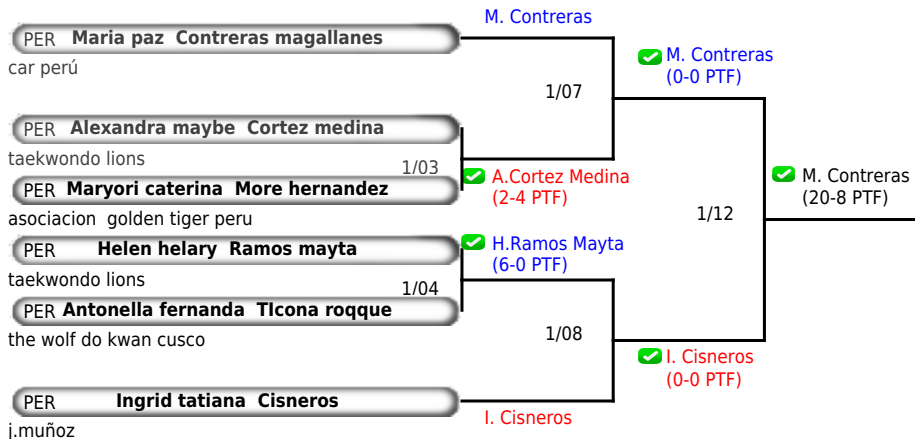 M. Contreras
PER Maria paz Contreras magallanes
car perú
M. Contreras
(0-0 PTF)
1/07
PER Alexandra maybe Cortez medina
taekwondo lions
1/03
A.Cortez Medina
(2-4 PTF)
PER Maryori caterina More hernandez
asociacion golden tiger peru
M. Contreras
(20-8 PTF)
1/12
PER Helen helary Ramos mayta
taekwondo lions
H.Ramos Mayta
(6-0 PTF)
1/04
PER Antonella fernanda TIcona roqque
the wolf do kwan cusco
1/08
I. Cisneros
(0-0 PTF)
PER Ingrid tatiana Cisneros
j.muñoz
I. Cisneros